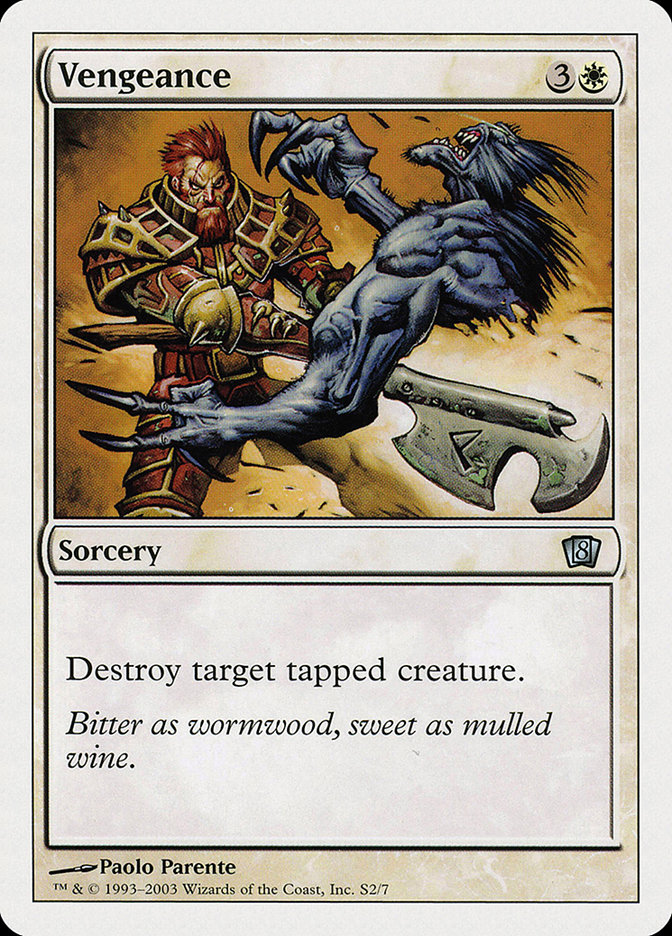 Vengeance 3
Sorcery 8
Destroy target tapped creature.
Bitter as wormwood, sweet as mulled
wine.
Paolo Parente
™ & © 1993–2003 Wizards of the Coast, Inc. S2/7